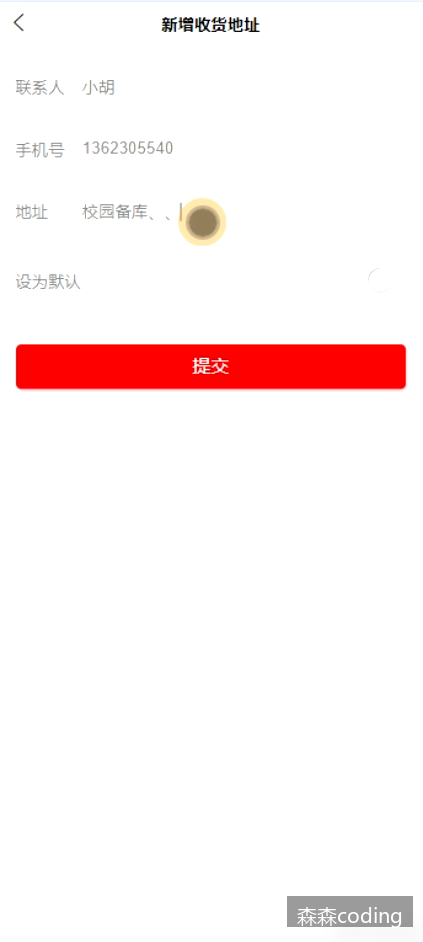 新增收货地址
联系人 小胡
手机号 1362305540
地址 校园备库、、
设为默认
提交
森森coding